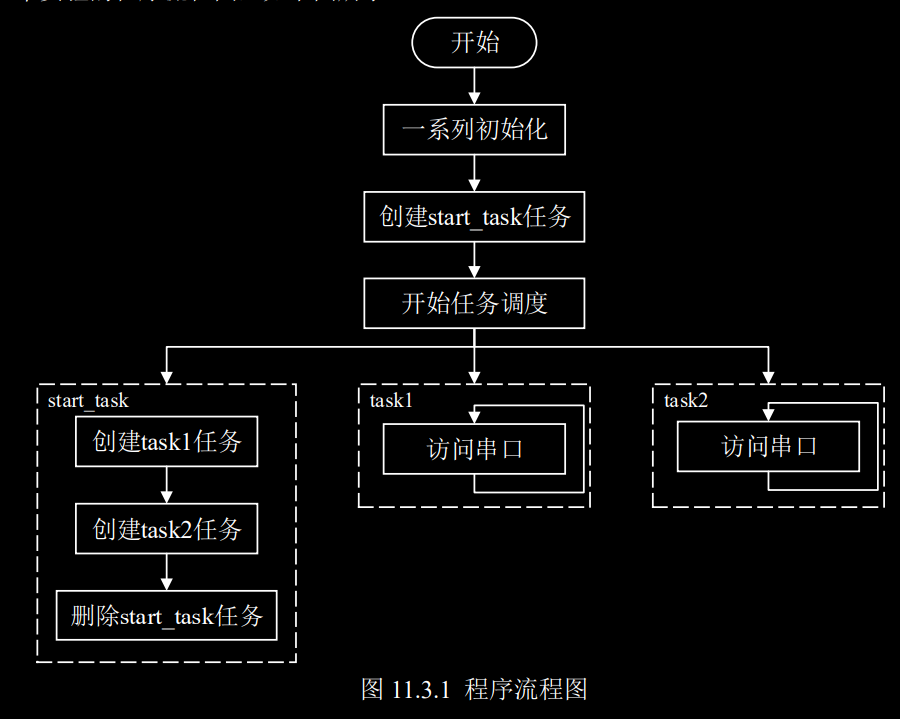 开始
一系列初始化
创建start_task任务
开始任务调度
start_task
创建task1任务
创建task2任务
删除start_task任务
task1
访问串口
task2
访问串口
图 11.3.1 程序流程图